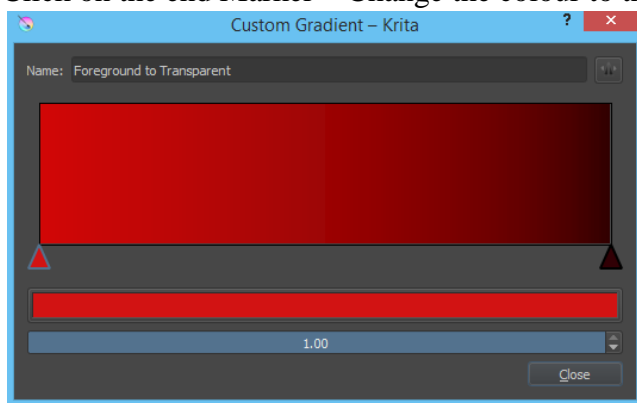 Custom Gradient – Krita ?
Name: Foreground to Transparent
1.00
Close